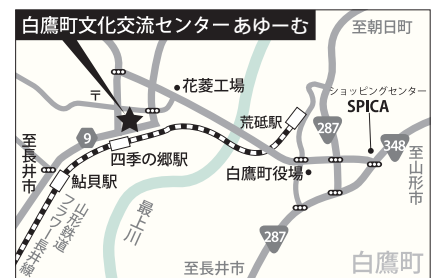 白鷹町文化交流センター あゆーむ
至朝日町
花菱工場
〒
ショッピングセンター
SPICA
荒砥駅
287
9
348
四季の郷駅
至長井市
鮎貝駅
白鷹町役場
至山形市
山形鉄道
フラワー長井線
最上川
287
至長井市
白鷹町